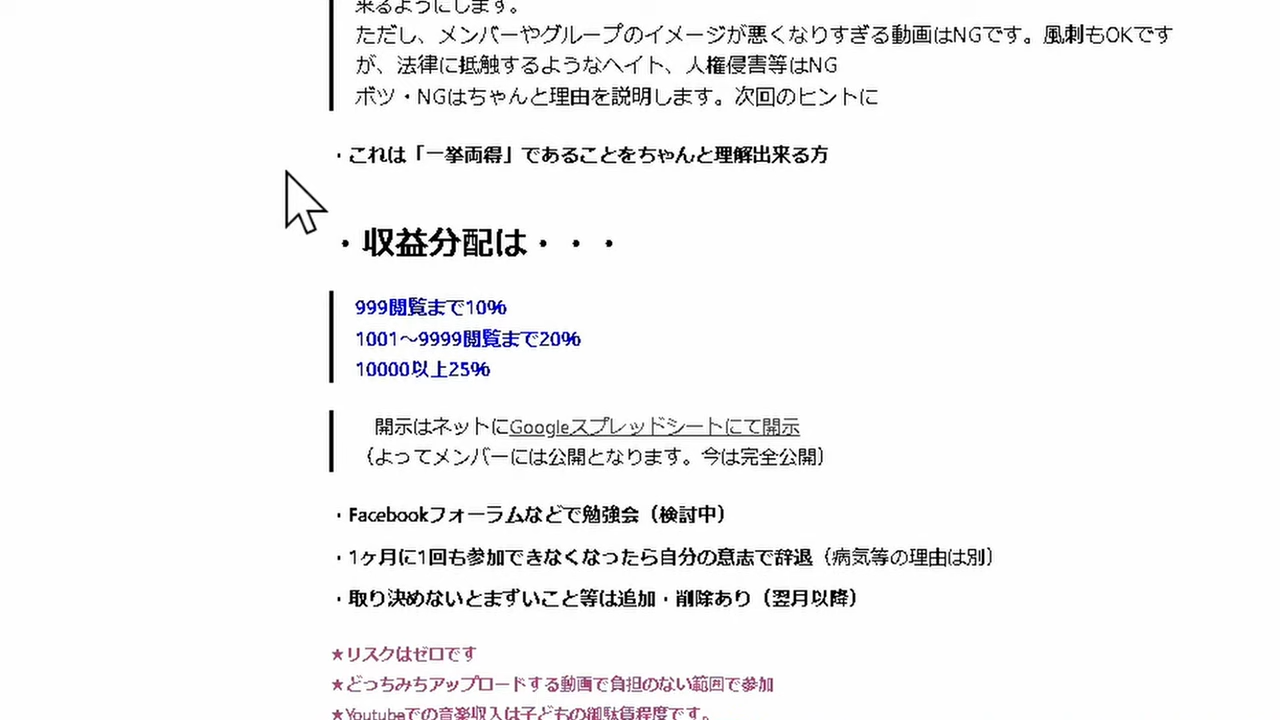 来るようにします。
ただし、メンバーやグループのイメージが悪くなりすぎる動画はNGです。風刺もOKです
が、法律に抵触するようなヘイト、人権侵害等はNG
ボツ・NGはちゃんと理由を説明します。次回のヒントに
・これは「一挙両得」であることをちゃんと理解出来る方
・収益分配は・・・
999閲覧まで10%
1001～9999閲覧まで20%
10000以上25%
開示はネットにGoogleスプレッドシートにて開示
（よってメンバーには公開となります。今は完全公開）
・Facebookフォーラムなどで勉強会（検討中）
・1ヶ月に1回も参加できなくなったら自分の意志で辞退（病気等の理由は別）
・取り決めないとまずいこと等は追加・削除あり（翌月以降）
★リスクはゼロです
★どっちみちアップロードする動画で負担のない範囲で参加
★Youtubeでの音楽収入は子どもの御駄賃程度です。